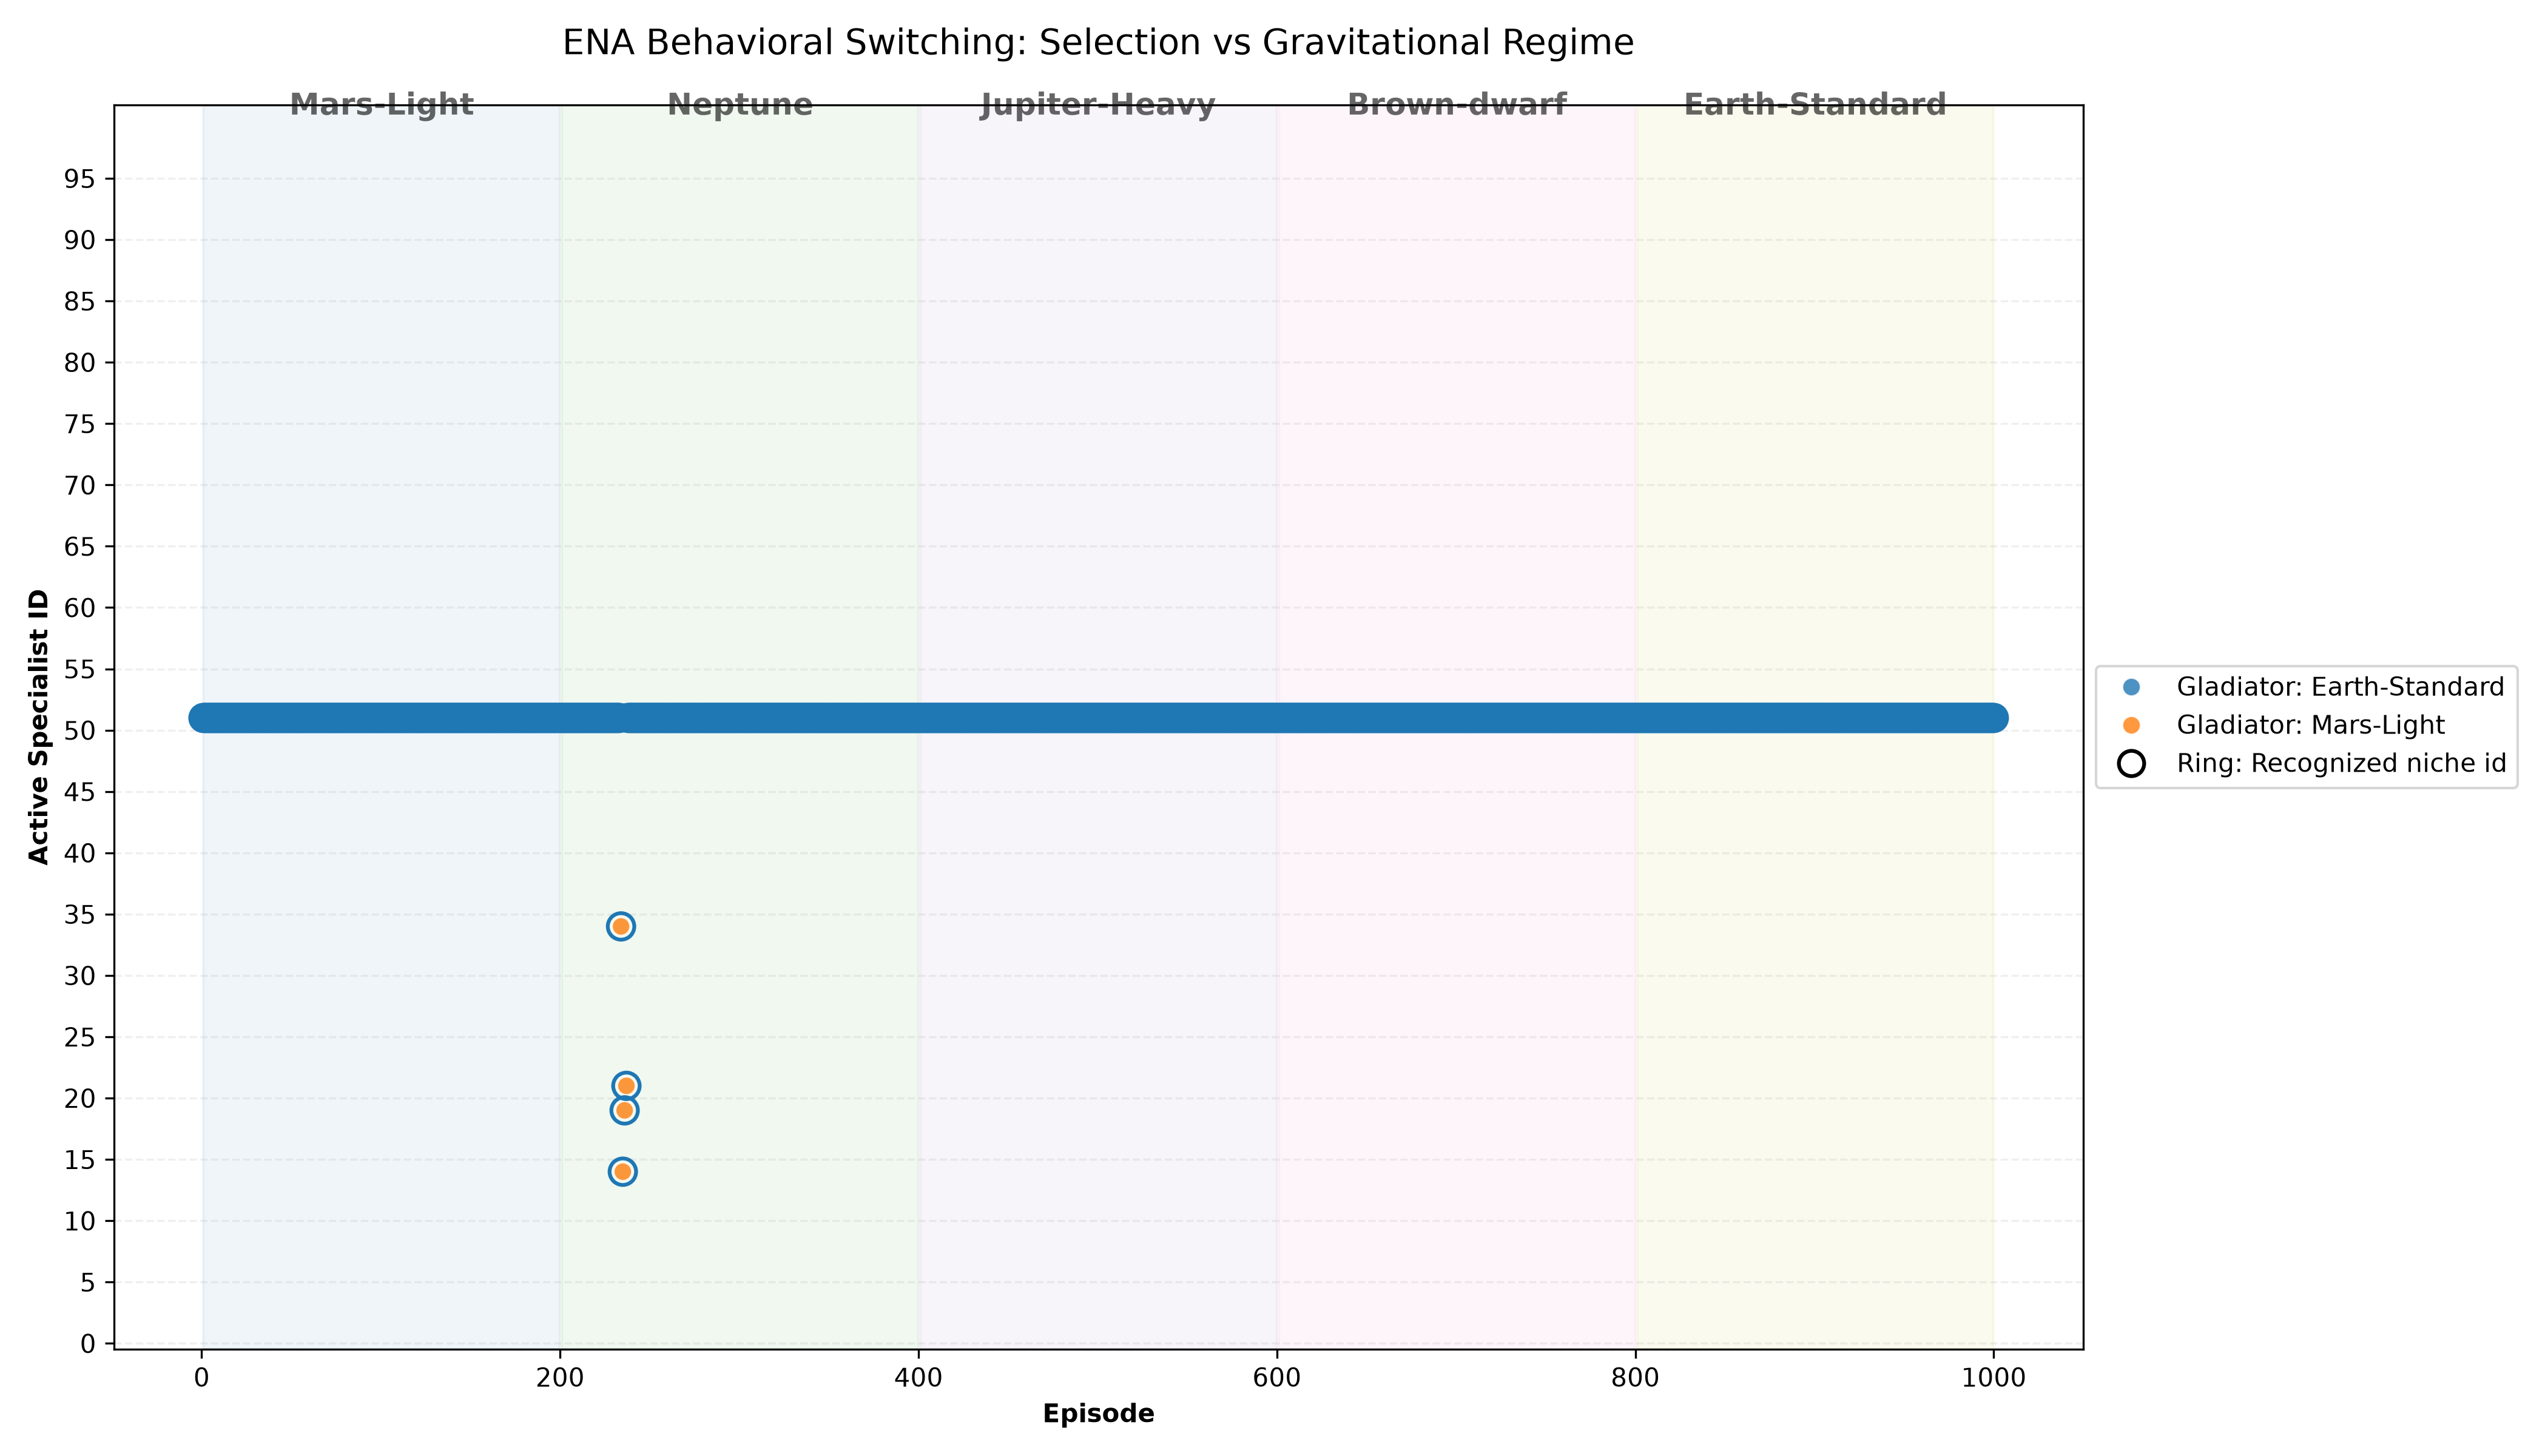 ENA Behavioral Switching: Selection vs Gravitational Regime
Mars-Light
Neptune
Jupiter-Heavy
Brown-dwarf
Earth-Standard
95
90
85
80
75
70
65
60
55
50
45
40
35
30
25
20
15
10
5
0
Active Specialist ID
0
200
400
600
800
1000
Episode
Gladiator: Earth-Standard
Gladiator: Mars-Light
Ring: Recognized niche id